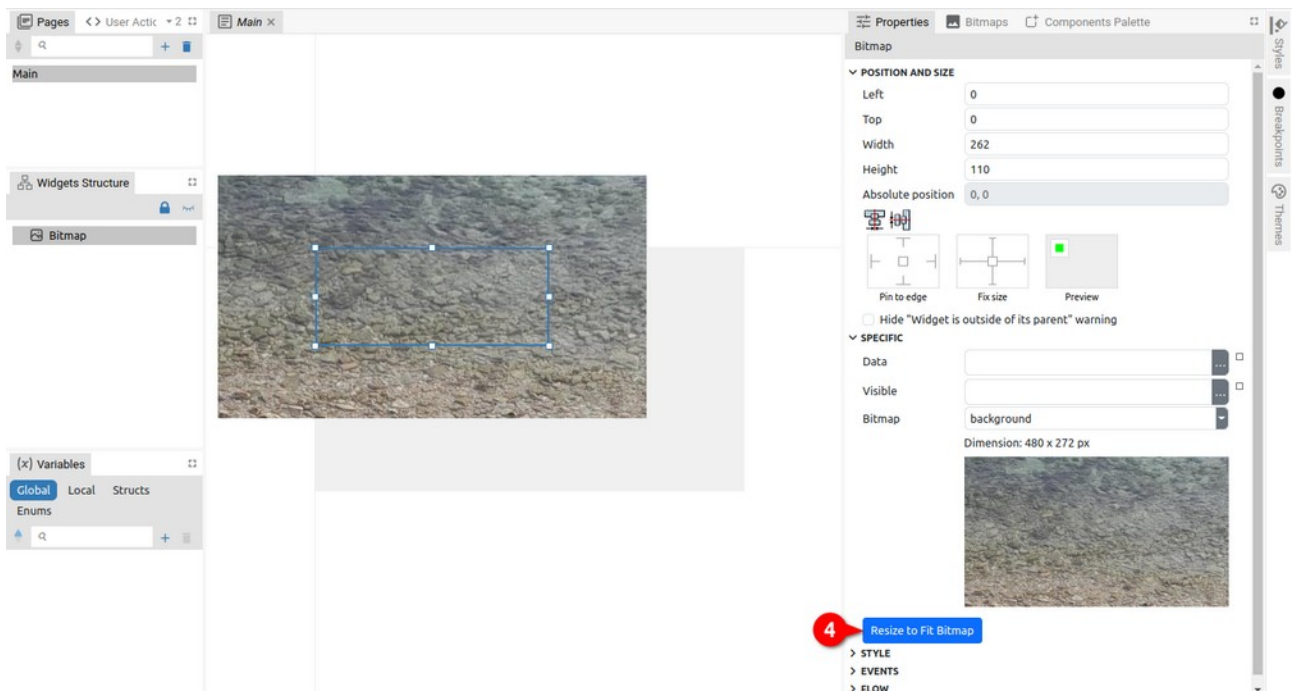 Pages
User Actic
2
Main
Widgets Structure
Bitmap
(x) Variables
Global Local Structs
Enums
Main
Properties Bitmaps Components Palette
Bitmap
POSITION AND SIZE
Left 0
Top 0
Width 262
Height 110
Absolute position 0, 0
Pin to edge Fix size Preview
Hide "Widget is outside of its parent" warning
SPECIFIC
Data ...
Visible ...
Bitmap background
Dimension: 480 x 272 px
4 Resize to Fit Bitmap
STYLE
EVENTS
FLOW
Styles
Breakpoints
Themes